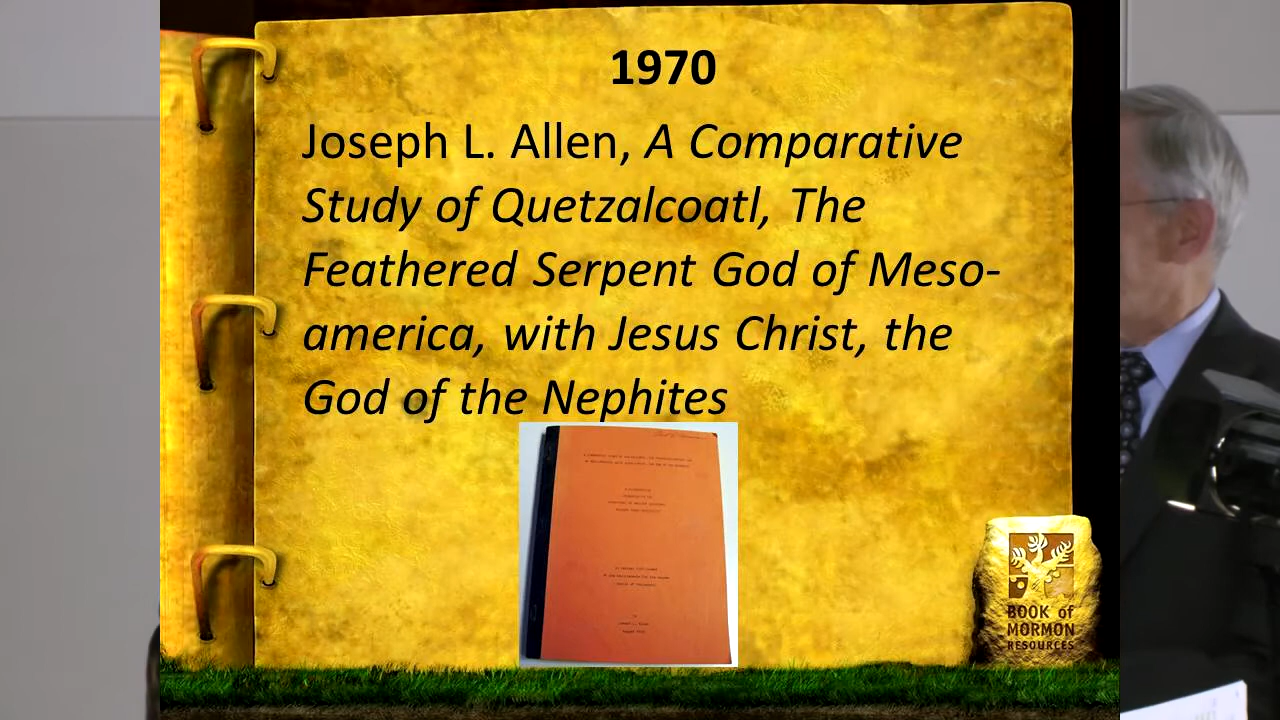 1970
Joseph L. Allen, A Comparative
Study of Quetzalcoatl, The
Feathered Serpent God of Meso-
america, with Jesus Christ, the
God of the Nephites
BOOK of
MORMON
RESOURCES